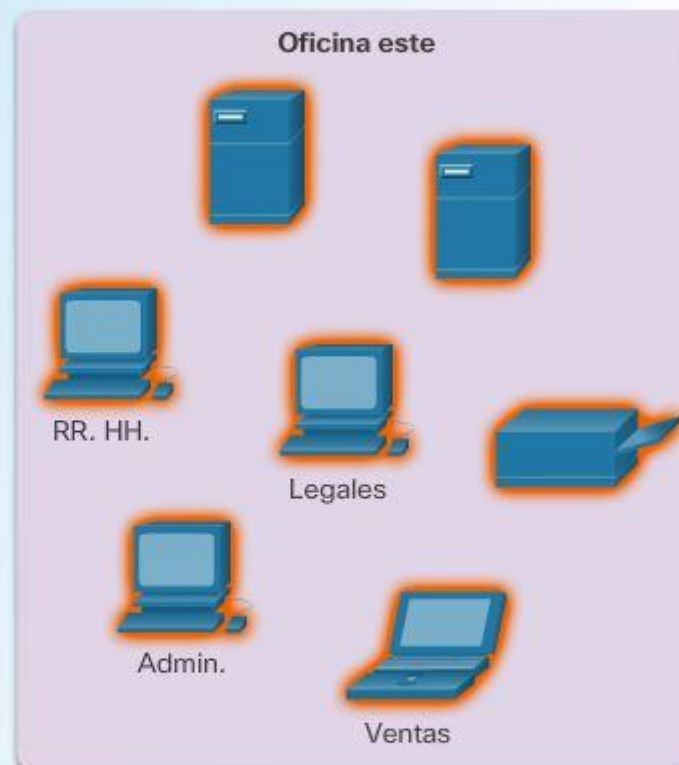 Oficina este
RR. HH.
Legales
Admin.
Ventas